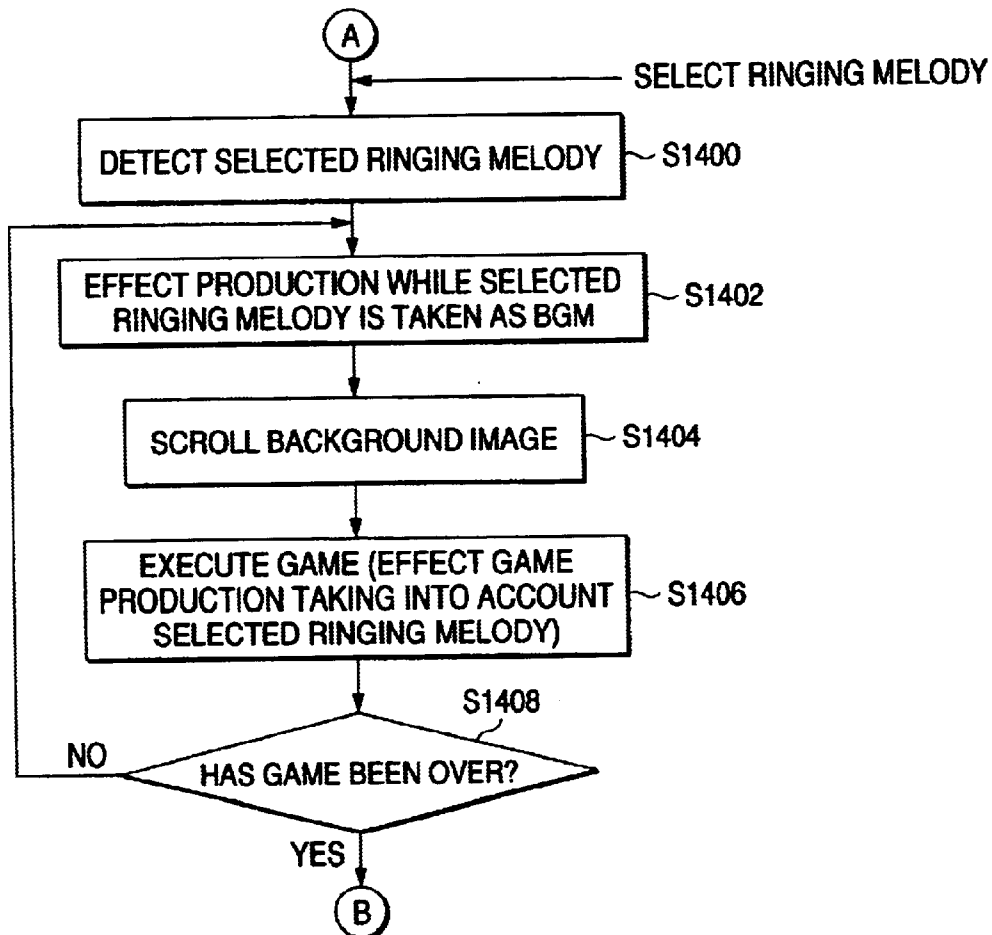 A
SELECT RINGING MELODY
DETECT SELECTED RINGING MELODY
S1400
EFFECT PRODUCTION WHILE SELECTED
RINGING MELODY IS TAKEN AS BGM
S1402
SCROLL BACKGROUND IMAGE
S1404
EXECUTE GAME (EFFECT GAME
PRODUCTION TAKING INTO ACCOUNT
SELECTED RINGING MELODY)
S1406
S1408
NO
HAS GAME BEEN OVER?
YES
B